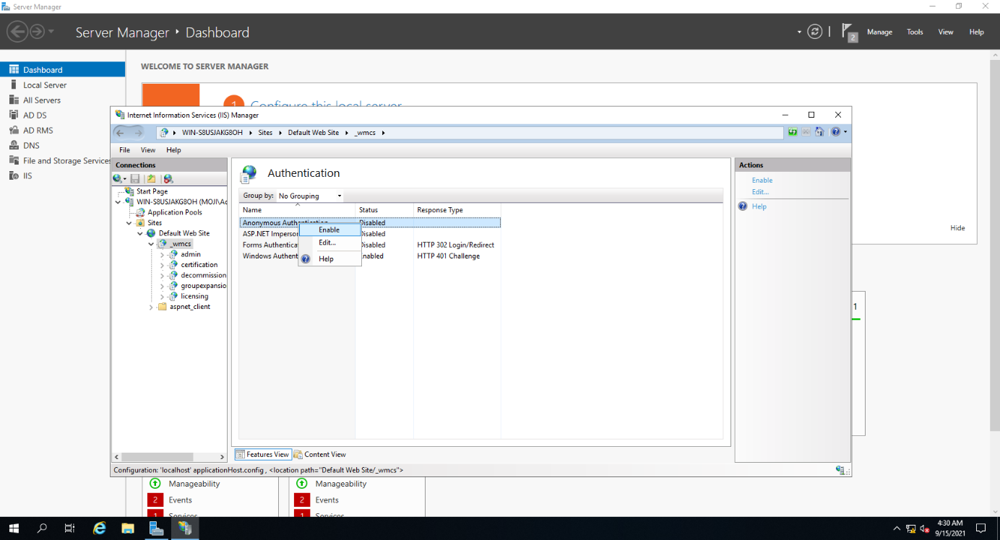 Server Manager
Server Manager • Dashboard
2
Manage
Tools
View
Help
Dashboard
Local Server
All Servers
AD DS
AD RMS
DNS
File and Storage Services
IIS
WELCOME TO SERVER MANAGER
1 Configure this local server
Hide
1
Internet Information Services (IIS) Manager
WIN-S8USJAKG8OH
Sites
Default Web Site
_wmcs
File
View
Help
Connections
Start Page
WIN-S8USJAKG8OH (MOJI\Ad
Application Pools
Sites
Default Web Site
_wmcs
admin
certification
decommission
groupexpansio
licensing
aspnet_client
Authentication
Group by: No Grouping
Name Status Response Type
Anonymous Authentication Disabled
ASP.NET Imperson Disabled
Forms Authentica Disabled HTTP 302 Login/Redirect
Windows Authent Enabled HTTP 401 Challenge
Enable
Edit...
Help
Features View
Content View
Actions
Enable
Edit...
Help
Configuration: 'localhost' applicationHost.config , <location path="Default Web Site/_wmcs">
Manageability
2 Events
1 Services
Manageability
2 Events
1 Services
4:30 AM
9/15/2021